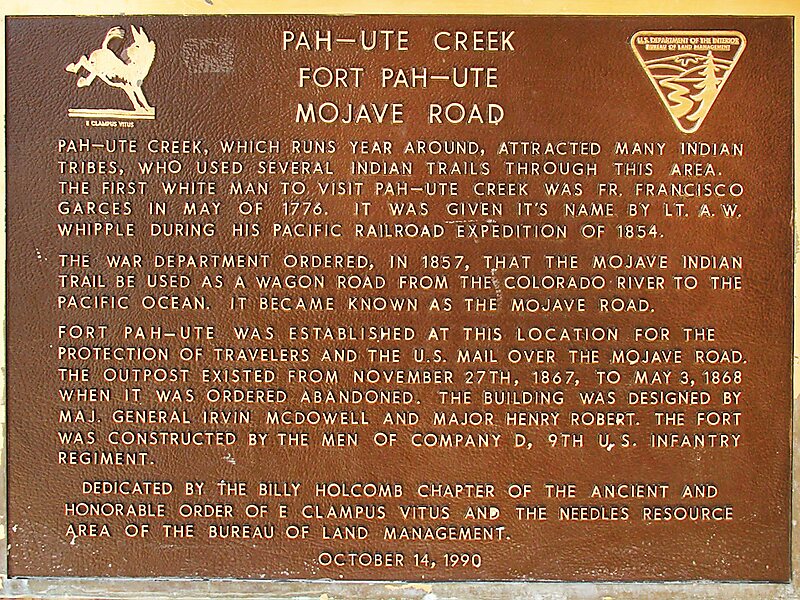 E CLAMPUS VITUS
U.S. DEPARTMENT OF THE INTERIOR
BUREAU OF LAND MANAGEMENT
PAH-UTE CREEK
FORT PAH-UTE
MOJAVE ROAD
PAH-UTE CREEK, WHICH RUNS YEAR AROUND, ATTRACTED MANY INDIAN
TRIBES, WHO USED SEVERAL INDIAN TRAILS THROUGH THIS AREA.
THE FIRST WHITE MAN TO VISIT PAH-UTE CREEK WAS FR. FRANCISCO
GARCES IN MAY OF 1776. IT WAS GIVEN IT'S NAME BY LT. A. W.
WHIPPLE DURING HIS PACIFIC RAILROAD EXPEDITION OF 1854.
THE WAR DEPARTMENT ORDERED, IN 1857, THAT THE MOJAVE INDIAN
TRAIL BE USED AS A WAGON ROAD FROM THE COLORADO RIVER TO THE
PACIFIC OCEAN. IT BECAME KNOWN AS THE MOJAVE ROAD.
FORT PAH-UTE WAS ESTABLISHED AT THIS LOCATION FOR THE
PROTECTION OF TRAVELERS AND THE U.S. MAIL OVER THE MOJAVE ROAD.
THE OUTPOST EXISTED FROM NOVEMBER 27TH, 1867, TO MAY 3, 1868
WHEN IT WAS ORDERED ABANDONED. THE BUILDING WAS DESIGNED BY
MAJ. GENERAL IRVIN MCDOWELL AND MAJOR HENRY ROBERT. THE FORT
WAS CONSTRUCTED BY THE MEN OF COMPANY D, 9TH U.S. INFANTRY
REGIMENT.
DEDICATED BY THE BILLY HOLCOMB CHAPTER OF THE ANCIENT AND
HONORABLE ORDER OF E CLAMPUS VITUS AND THE NEEDLES RESOURCE
AREA OF THE BUREAU OF LAND MANAGEMENT.
OCTOBER 14, 1990